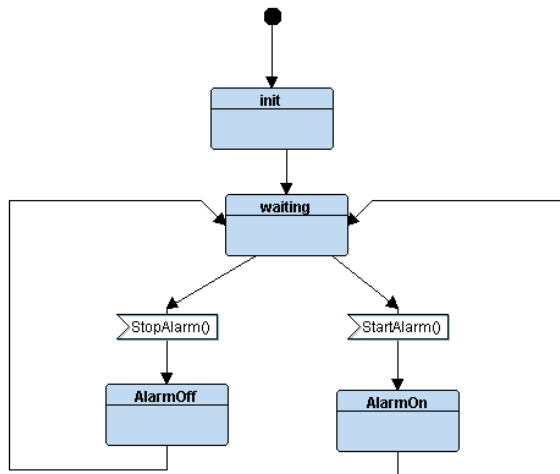 init
waiting
StopAlarm()
StartAlarm()
AlarmOff
AlarmOn